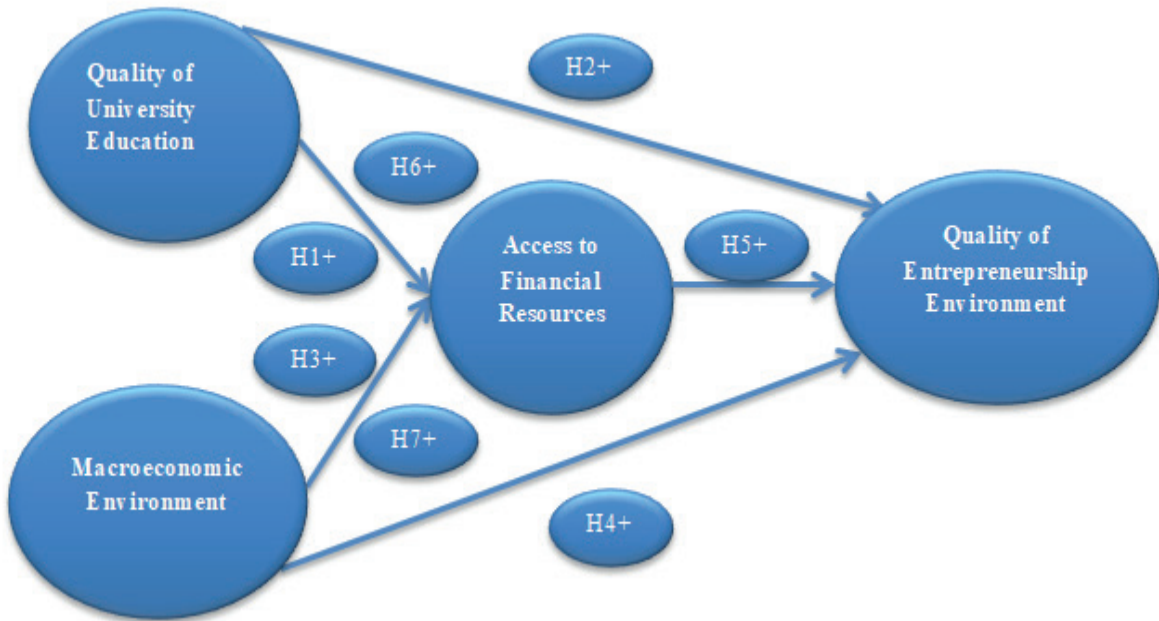 Quality of
University
Education
H2+
H6+
H1+
Access to
Financial
Resources
H5+
Quality of
Entrepreneurship
Environment
H3+
H7+
Macroeconomic
Environment
H4+